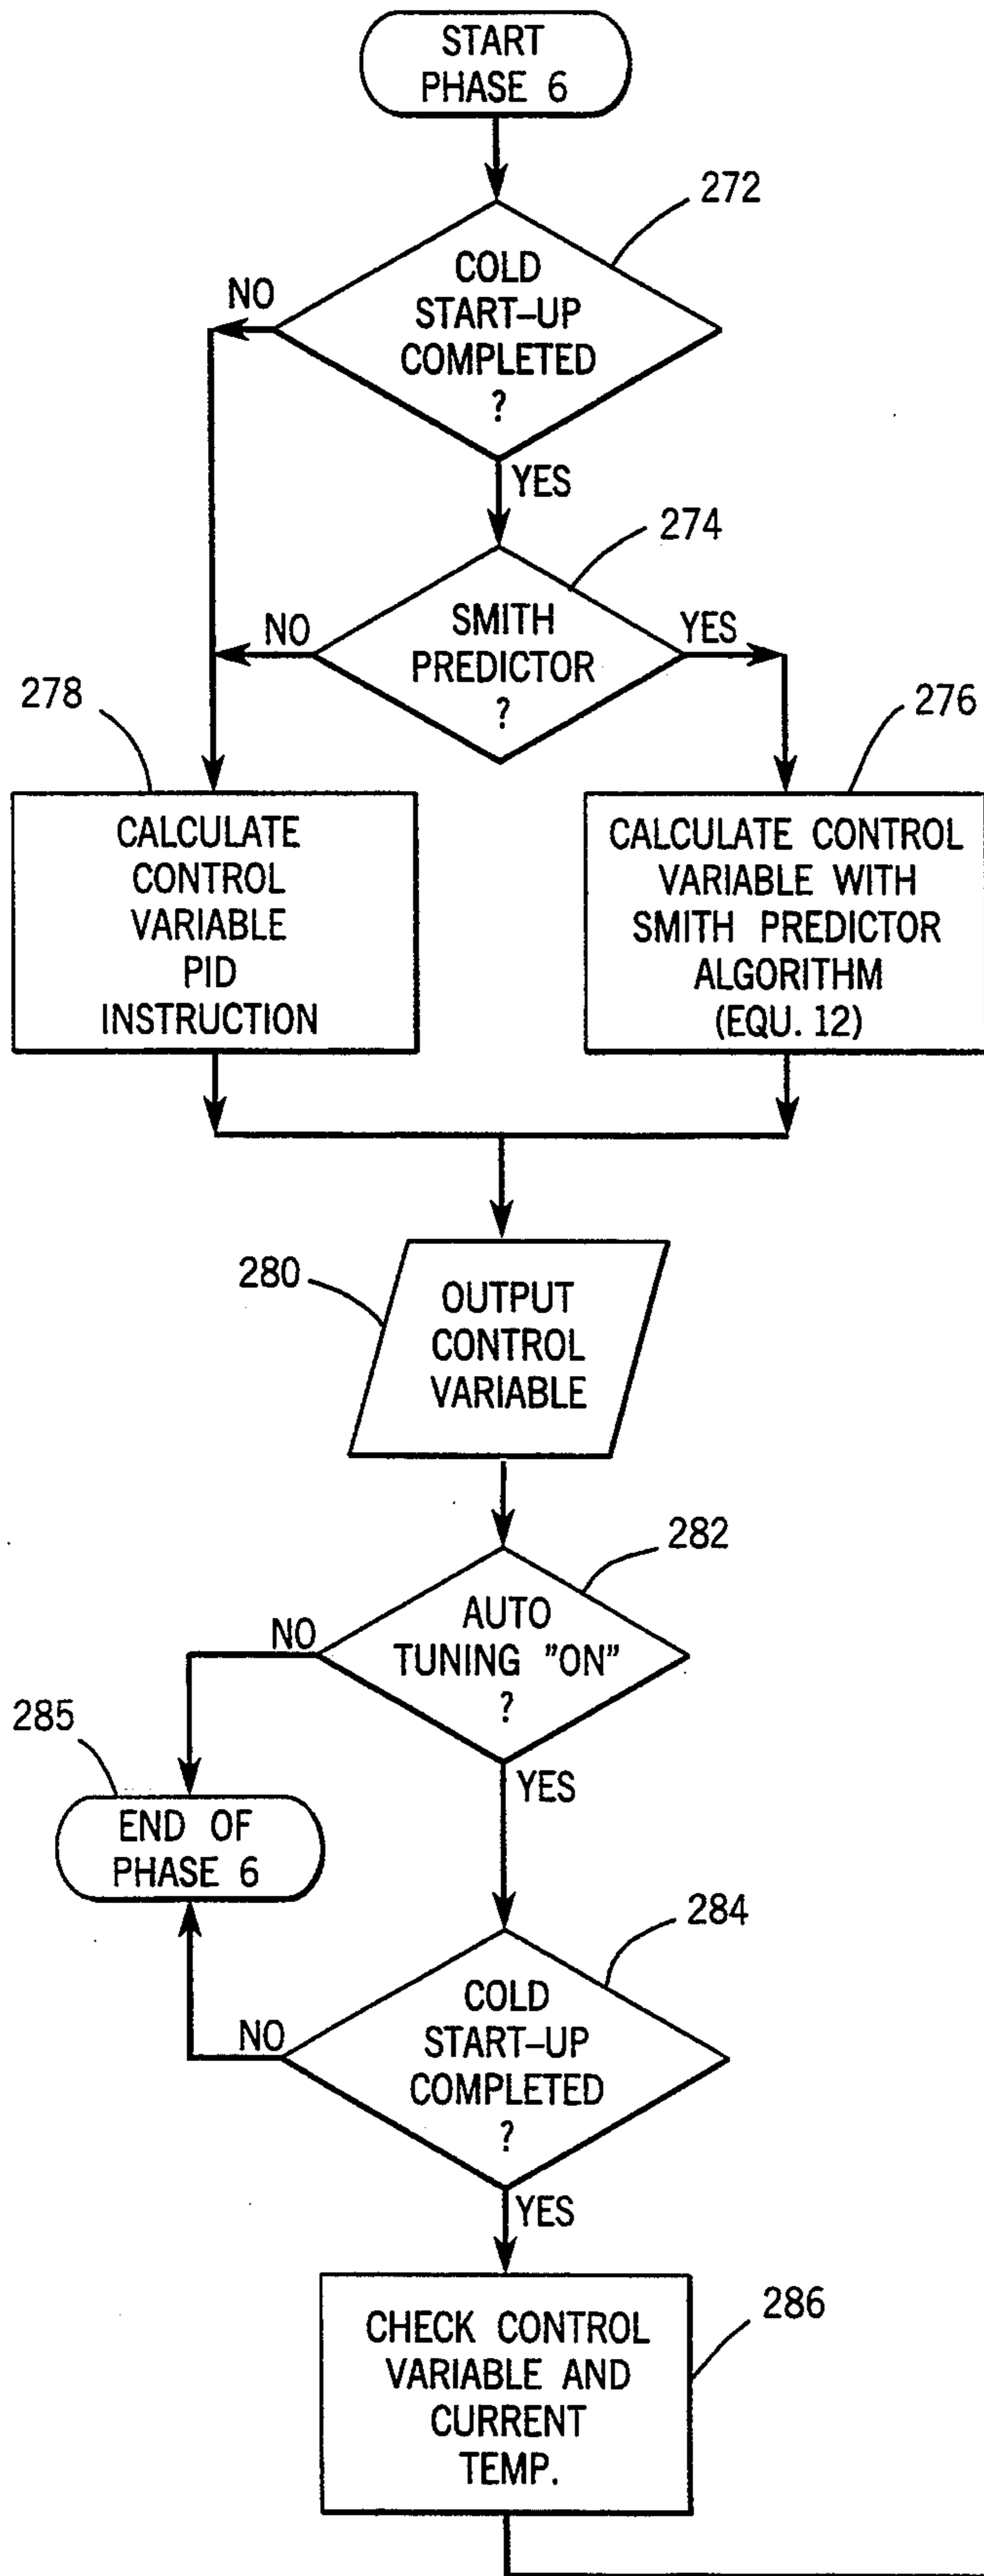 START
PHASE 6
272
COLD
START-UP
COMPLETED
?
NO
YES
274
SMITH
PREDICTOR
?
NO
YES
278
276
CALCULATE
CONTROL
VARIABLE
PID
INSTRUCTION
CALCULATE CONTROL
VARIABLE WITH
SMITH PREDICTOR
ALGORITHM
(EQU. 12)
280
OUTPUT
CONTROL
VARIABLE
282
AUTO
TUNING "ON"
?
NO
YES
285
END OF
PHASE 6
284
COLD
START-UP
COMPLETED
?
NO
YES
286
CHECK CONTROL
VARIABLE AND
CURRENT
TEMP.